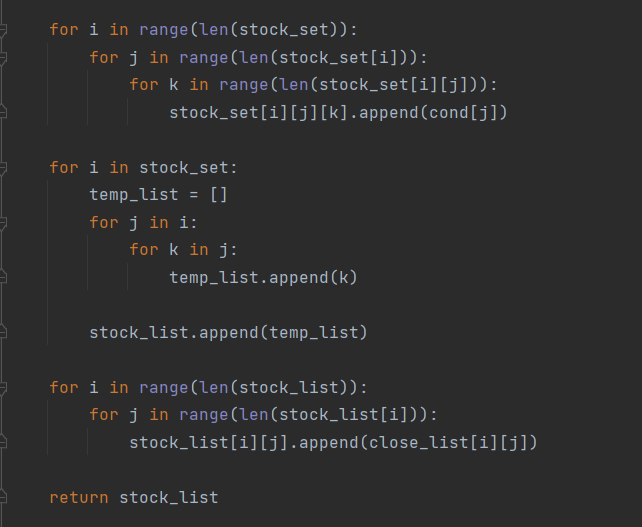 for i in range(len(stock_set)):
for j in range(len(stock_set[i])):
for k in range(len(stock_set[i][j])):
stock_set[i][j][k].append(cond[j])
for i in stock_set:
temp_list = []
for j in i:
for k in j:
temp_list.append(k)
stock_list.append(temp_list)
for i in range(len(stock_list)):
for j in range(len(stock_list[i])):
stock_list[i][j].append(close_list[i][j])
return stock_list